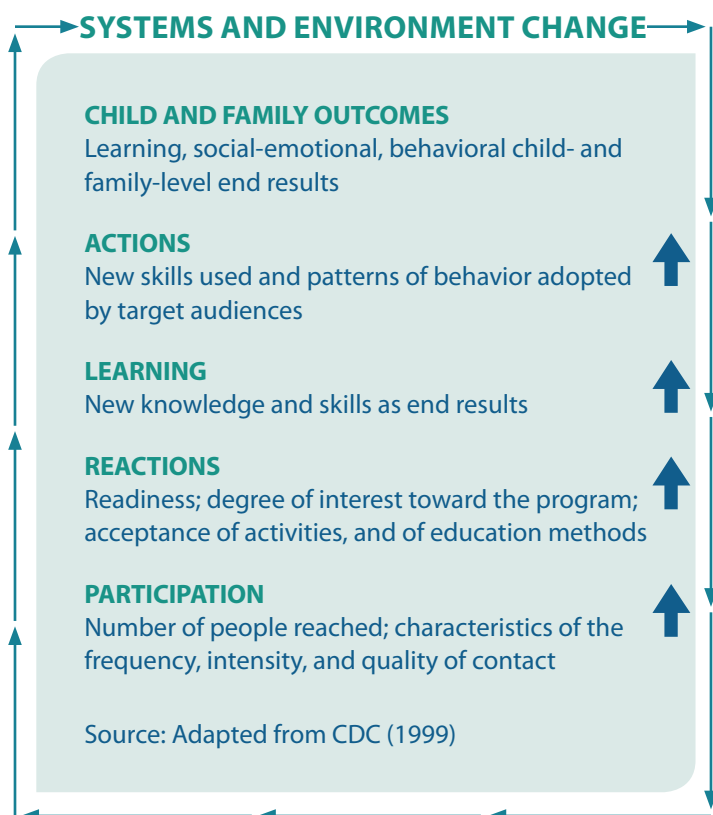 SYSTEMS AND ENVIRONMENT CHANGE
CHILD AND FAMILY OUTCOMES
Learning, social-emotional, behavioral child- and
family-level end results
ACTIONS
New skills used and patterns of behavior adopted
by target audiences
LEARNING
New knowledge and skills as end results
REACTIONS
Readiness; degree of interest toward the program;
acceptance of activities, and of education methods
PARTICIPATION
Number of people reached; characteristics of the
frequency, intensity, and quality of contact
Source: Adapted from CDC (1999)